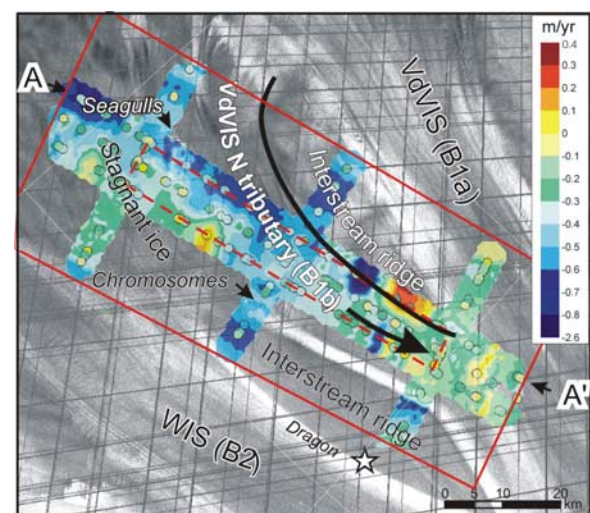 m/yr
0.4
0.3
0.2
0.1
0
-0.1
-0.2
-0.3
-0.4
-0.5
-0.6
-0.7
-0.8
-2.6
A
Seagulls
VdVIS (B1a)
VdVIS N tributary (B1b)
Interstream ridge
Stagnant ice
Chromosomes
Interstream ridge
A'
WIS (B2)
Dragon
0 5 10 20
km